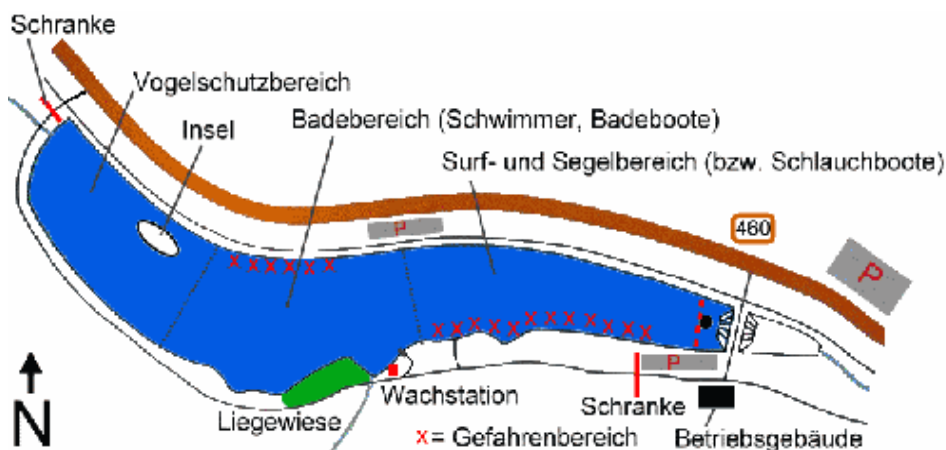 Schranke
Vogelschutzbereich
Insel
Badebereich (Schwimmer, Badeboote)
Surf- und Segelbereich (bzw. Schlauchboote)
P
460
P
P
N
Liegewiese
Wachstation
Schranke
x = Gefahrenbereich
Betriebsgebäude